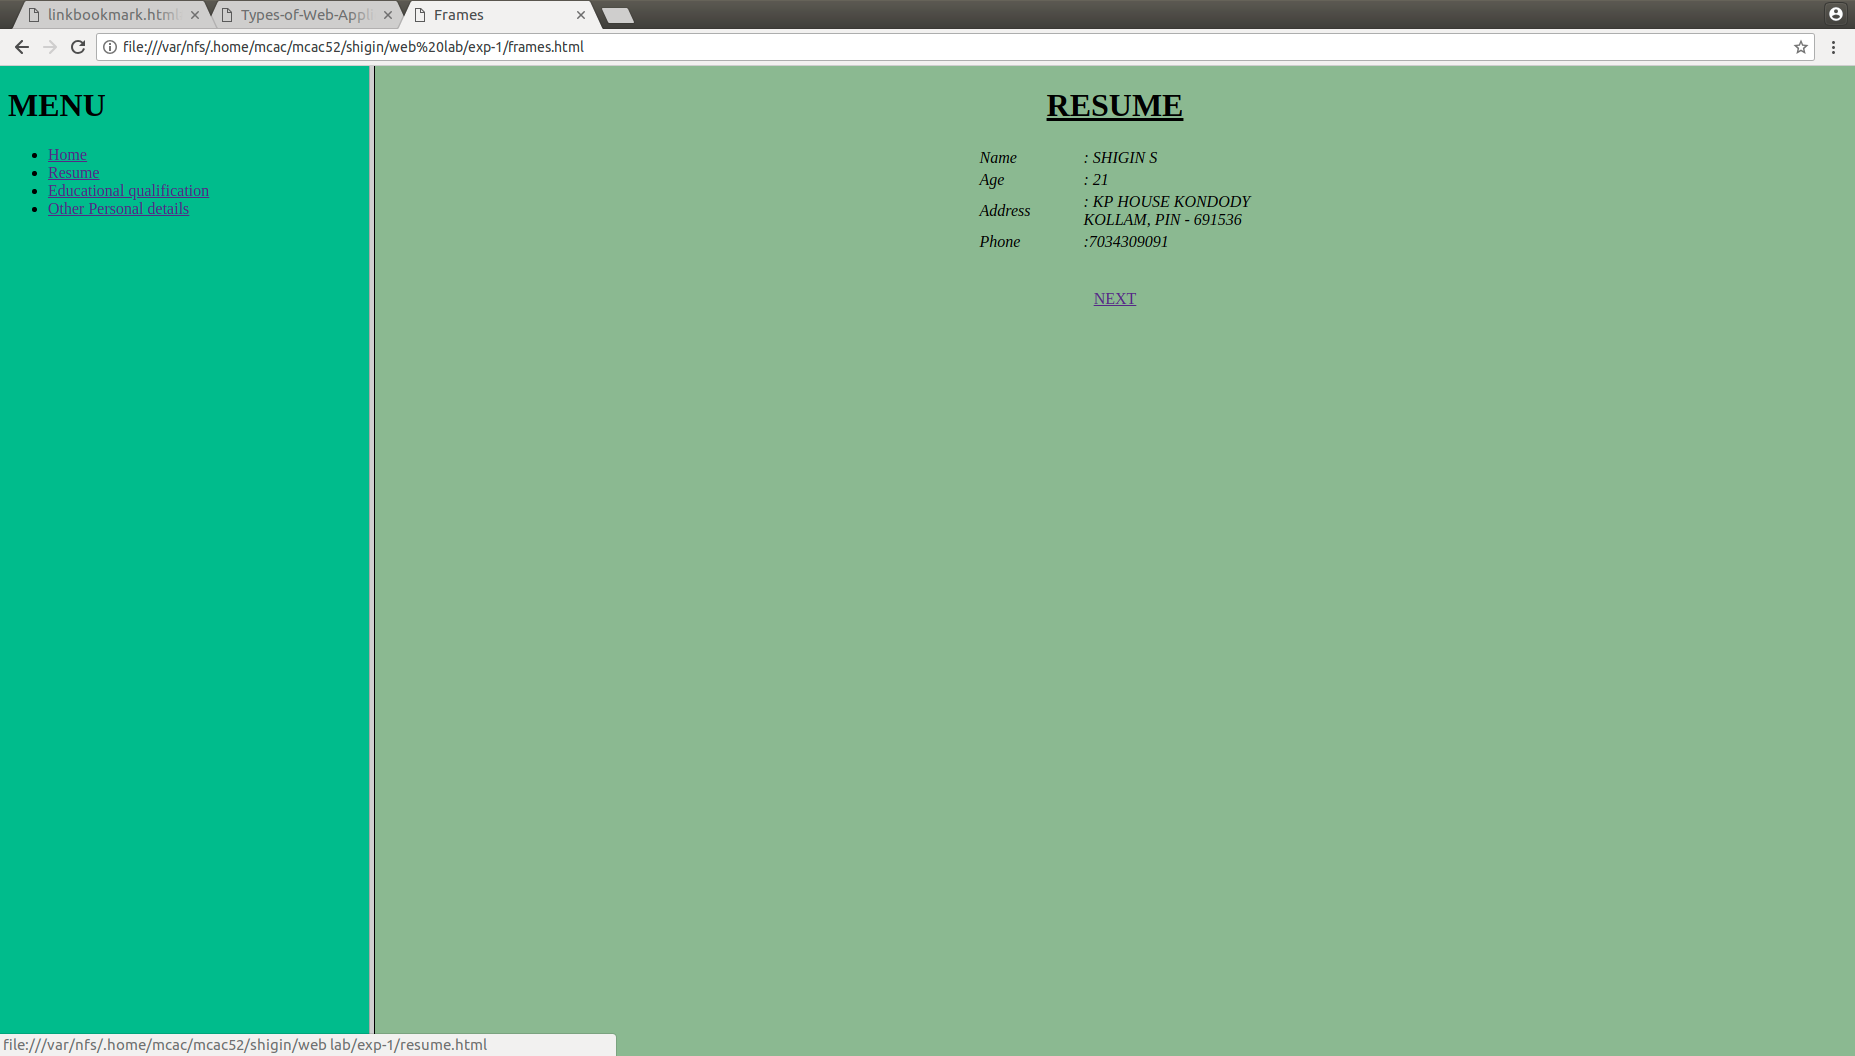 linkbookmark.html
Types-of-Web-Appli
Frames
file:///var/nfs/.home/mcac/mcac52/shigin/web%20lab/exp-1/frames.html
MENU
Home
Resume
Educational qualification
Other Personal details
RESUME
Name : SHIGIN S
Age : 21
Address : KP HOUSE KONDODY
KOLLAM, PIN - 691536
Phone :7034309091
NEXT
file:///var/nfs/.home/mcac/mcac52/shigin/web lab/exp-1/resume.html